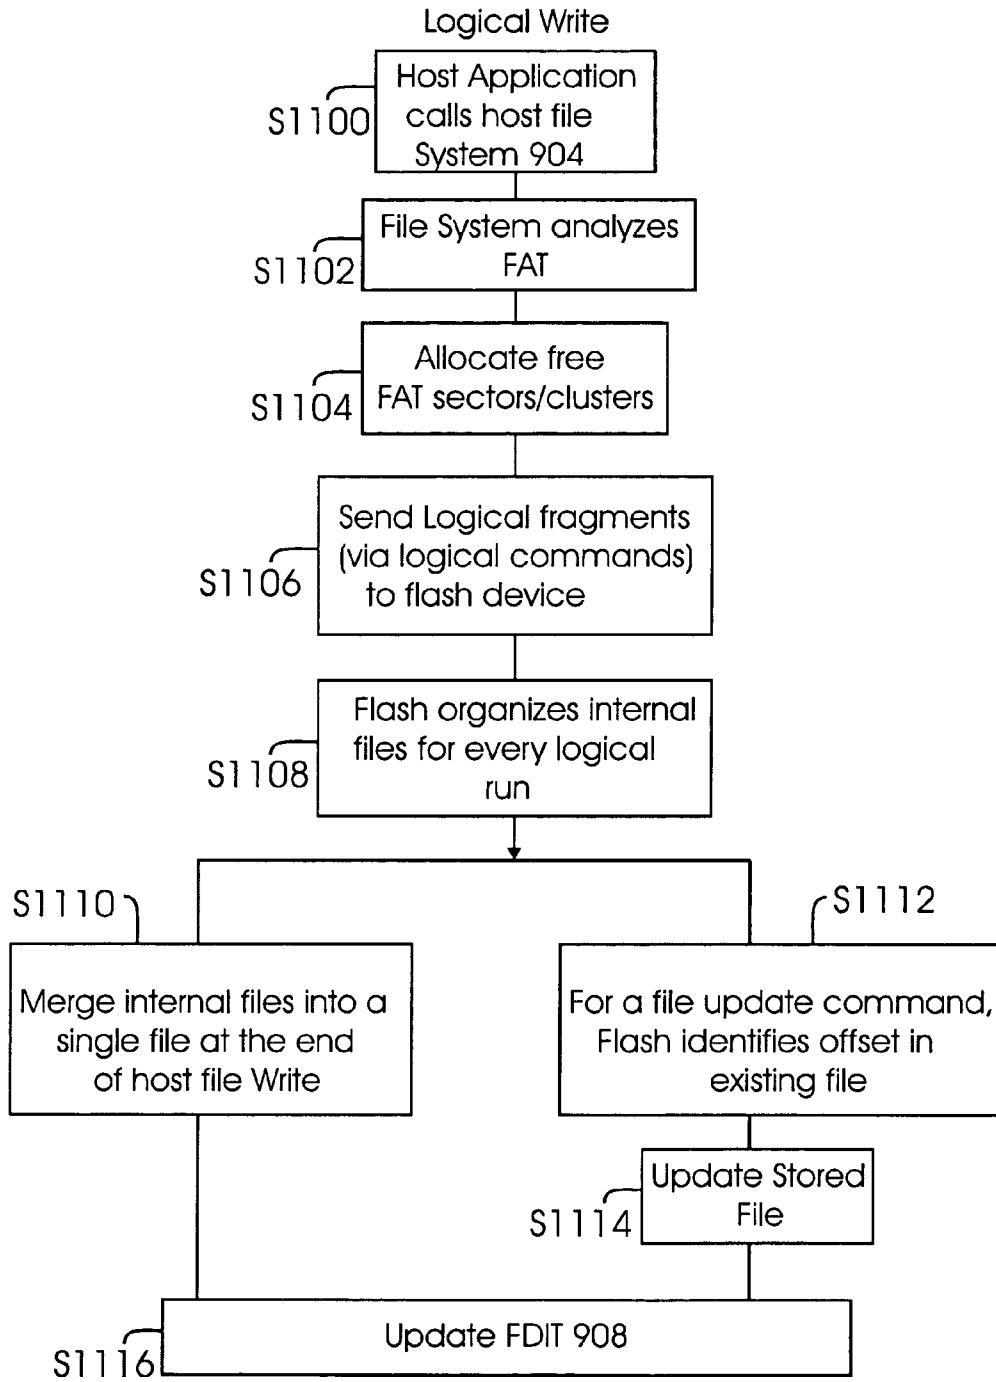 Logical Write
Host Application
calls host file
System 904
S1100
File System analyzes
FAT
S1102
Allocate free
FAT sectors/clusters
S1104
Send Logical fragments
(via logical commands)
to flash device
S1106
Flash organizes internal
files for every logical
run
S1108
S1110
Merge internal files into a
single file at the end
of host file Write
S1112
For a file update command,
Flash identifies offset in
existing file
Update Stored
File
S1114
Update FDIT 908
S1116